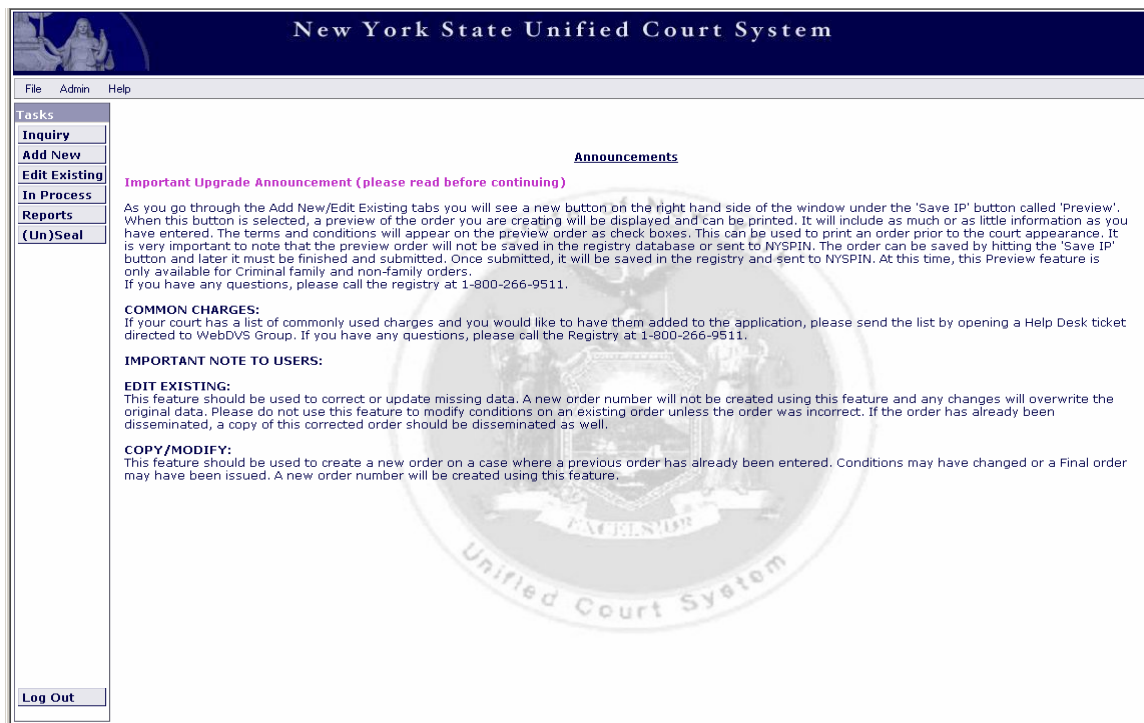 New York State Unified Court System
File Admin Help
Tasks
Inquiry
Add New
Edit Existing
In Process
Reports
(Un)Seal
Log Out
Announcements
Important Upgrade Announcement (please read before continuing)
As you go through the Add New/Edit Existing tabs you will see a new button on the right hand side of the window under the 'Save IP' button called 'Preview'.
When this button is selected, a preview of the order you are creating will be displayed and can be printed. It will include as much or as little information as you
have entered. The terms and conditions will appear on the preview order as check boxes. This can be used to print an order prior to the court appearance. It
is very important to note that the preview order will not be saved in the registry database or sent to NYSPIN. The order can be saved by hitting the 'Save IP'
button and later it must be finished and submitted. Once submitted, it will be saved in the registry and sent to NYSPIN. At this time, this Preview feature is
only available for Criminal family and non-family orders.
If you have any questions, please call the registry at 1-800-266-9511.
COMMON CHARGES:
If your court has a list of commonly used charges and you would like to have them added to the application, please send the list by opening a Help Desk ticket
directed to WebDVS Group. If you have any questions, please call the Registry at 1-800-266-9511.
IMPORTANT NOTE TO USERS:
EDIT EXISTING:
This feature should be used to correct or update missing data. A new order number will not be created using this feature and any changes will overwrite the
original data. Please do not use this feature to modify conditions on an existing order unless the order was incorrect. If the order has already been
disseminated, a copy of this corrected order should be disseminated as well.
COPY/MODIFY:
This feature should be used to create a new order on a case where a previous order has already been entered. Conditions may have changed or a Final order
may have been issued. A new order number will be created using this feature.
EXCELSIOR
Unified Court System